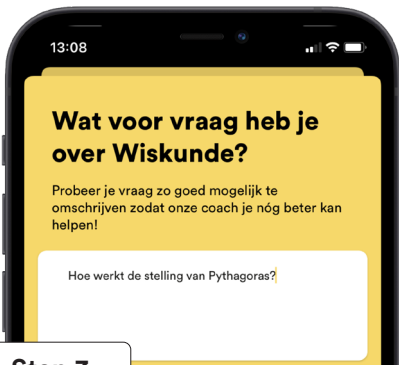 13:08
Wat voor vraag heb je
over Wiskunde?
Probeer je vraag zo goed mogelijk te
omschrijven zodat onze coach je nóg beter kan
helpen!
Hoe werkt de stelling van Pythagoras?